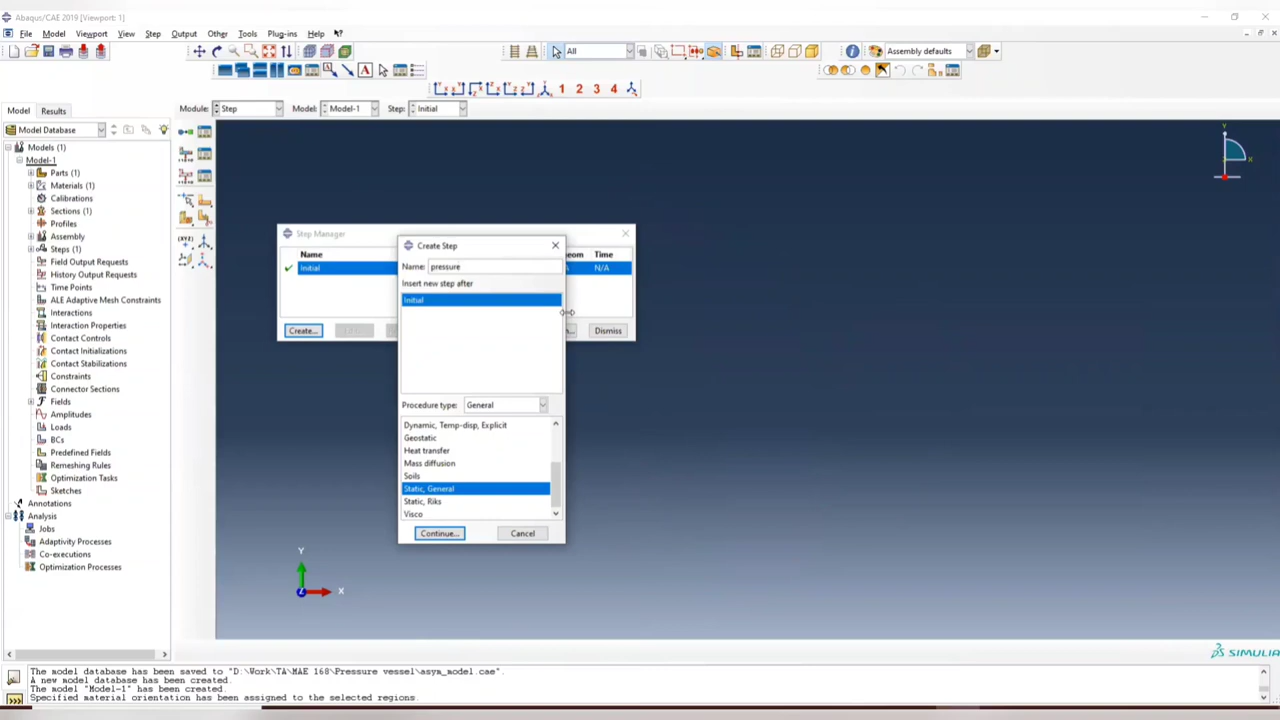 Abaqus/CAE 2019 [Viewport: 1]
File Model Viewport View Step Output Other Tools Plug-ins Help
All
Assembly defaults
A
1 2 3 4
Model Results
Module: Step Model: Model-1 Step: Initial
Model Database
Models (1)
Model-1
Parts (1)
Materials (1)
Calibrations
Sections (1)
Profiles
Assembly
Steps (1)
Field Output Requests
History Output Requests
Time Points
ALE Adaptive Mesh Constraints
Interactions
Interaction Properties
Contact Controls
Contact Initializations
Contact Stabilizations
Constraints
Connector Sections
Fields
Amplitudes
Loads
BCs
Predefined Fields
Remeshing Rules
Optimization Tasks
Sketches
Annotations
Analysis
Jobs
Adaptivity Processes
Co-executions
Optimization Processes
Step Manager
Name
eom Time
Initial
A N/A
Create...
Dismiss
Create Step
Name: pressure
Insert new step after
Initial
Procedure type: General
Dynamic, Temp-disp, Explicit
Geostatic
Heat transfer
Mass diffusion
Soils
Static, General
Static, Riks
Visco
Continue... Cancel
Y
X
Y
X
Z
SIMULIA
The model database has been saved to "D:\Work\TA\MAE 168\Pressure vessel\asym_model.cae".
A new model database has been created.
The model "Model-1" has been created.
Specified material orientation has been assigned to the selected regions.
>>>